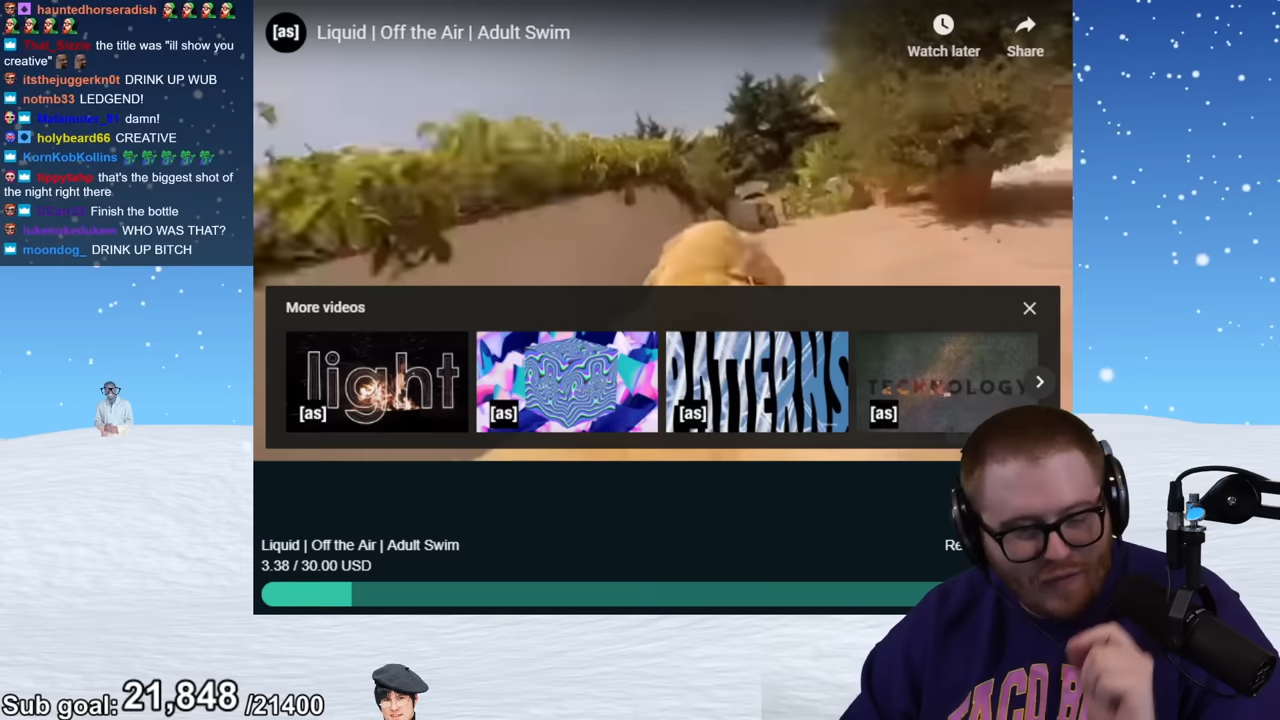 hauntedhorseradish
the title was "ill show you
creative"
itsthejuggerkn0t DRINK UP WUB
notmb33 LEDGEND!
damn!
holybeard66 CREATIVE
KornKobKollins
tippytahp that's the biggest shot of
the night right there
Finish the bottle
lukenukedukem WHO WAS THAT?
moondog_ DRINK UP BITCH
[as] Liquid | Off the Air | Adult Swim
Watch later
Share
More videos
light
[as]
[as]
PATTERNS
[as]
TECHNOLOGY
[as]
Liquid | Off the Air | Adult Swim
3.38 / 30.00 USD
Sub goal: 21,848 /21400